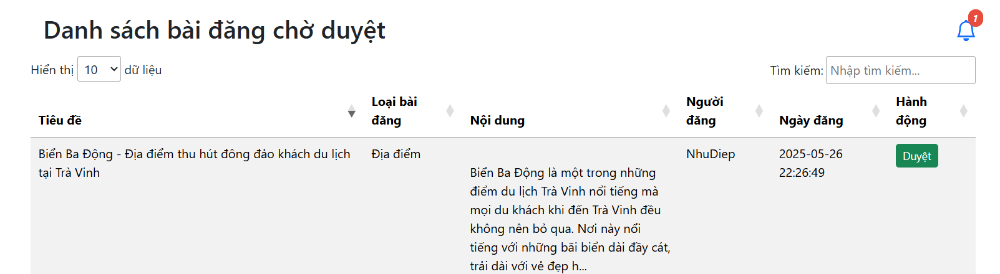 Danh sách bài đăng chờ duyệt
1
Hiển thị 10 dữ liệu
Tìm kiếm: Nhập tìm kiếm...
Tiêu đề
Loại bài
đăng
Nội dung
Người
đăng
Ngày đăng
Hành
động
Biển Ba Động - Địa điểm thu hút đông đảo khách du lịch
tại Trà Vinh
Địa điểm
Biển Ba Động là một trong những
điểm du lịch Trà Vinh nổi tiếng mà
mọi du khách khi đến Trà Vinh đều
không nên bỏ qua. Nơi này nổi
tiếng với những bãi biển dài đầy cát,
trải dài với vẻ đẹp h...
NhuDiep
2025-05-26
22:26:49
Duyệt